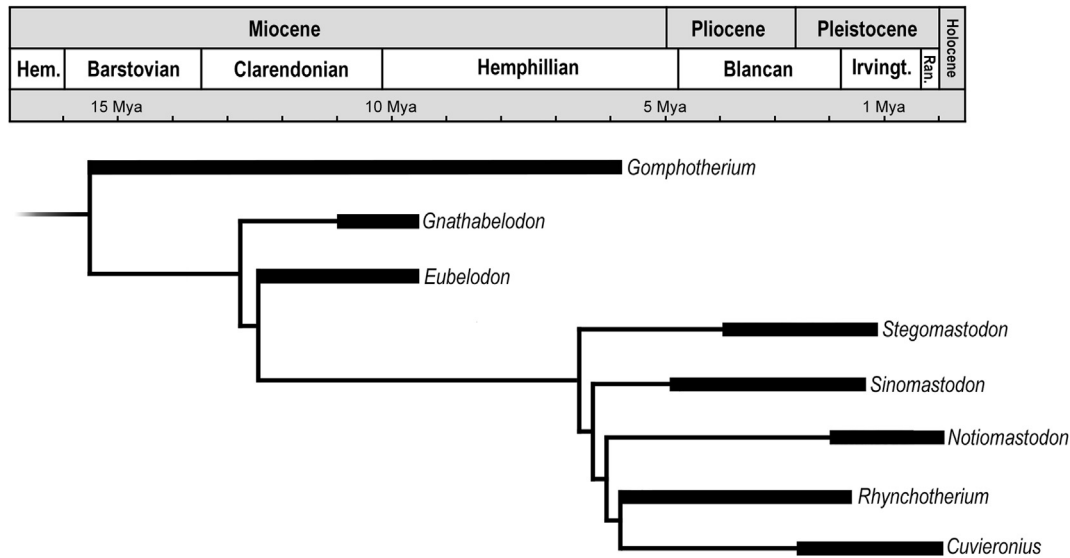 Miocene Pliocene Pleistocene Holocene
Hem. Barstovian Clarendonian Hemphillian Blancan Irvingt. Ran.
15 Mya 10 Mya 5 Mya 1 Mya
Gomphotherium
Gnathabelodon
Eubelodon
Stegomastodon
Sinomastodon
Notiomastodon
Rhynchotherium
Cuvieronius